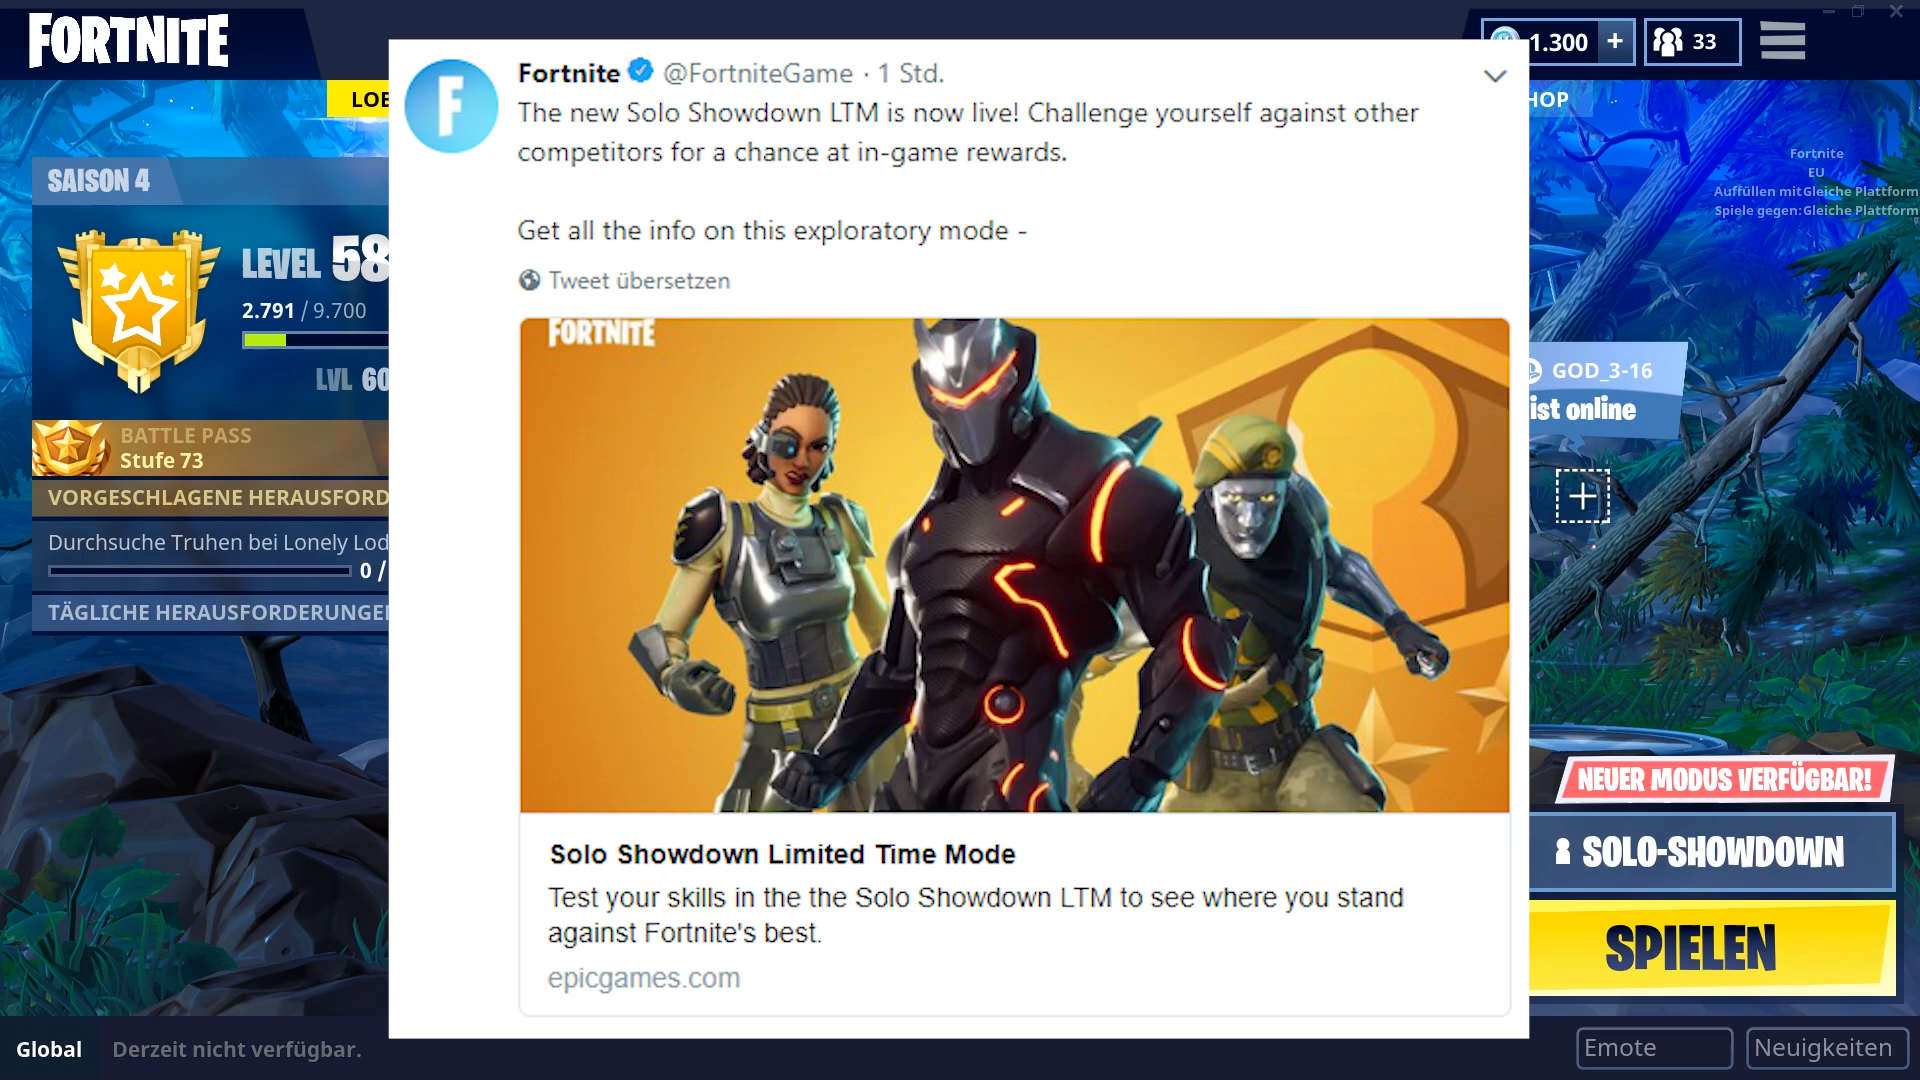 FORTNITE
1.300 +
33
LOB
SHOP
SAISON 4
LEVEL 58
2.791 / 9.700
LVL 60
BATTLE PASS
Stufe 73
VORGESCHLAGENE HERAUSFORD
Durchsuche Truhen bei Lonely Lod
0 /
TÄGLICHE HERAUSFORDERUNGEN
Fortnite @FortniteGame · 1 Std.
The new Solo Showdown LTM is now live! Challenge yourself against other
competitors for a chance at in-game rewards.
Get all the info on this exploratory mode -
Tweet übersetzen
FORTNITE
Solo Showdown Limited Time Mode
Test your skills in the the Solo Showdown LTM to see where you stand
against Fortnite's best.
epicgames.com
Fortnite
EU
Auffüllen mit:Gleiche Plattform
Spiele gegen:Gleiche Plattform
GOD_3-16
ist online
NEUER MODUS VERFÜGBAR!
SOLO-SHOWDOWN
SPIELEN
Global
Derzeit nicht verfügbar.
Emote
Neuigkeiten